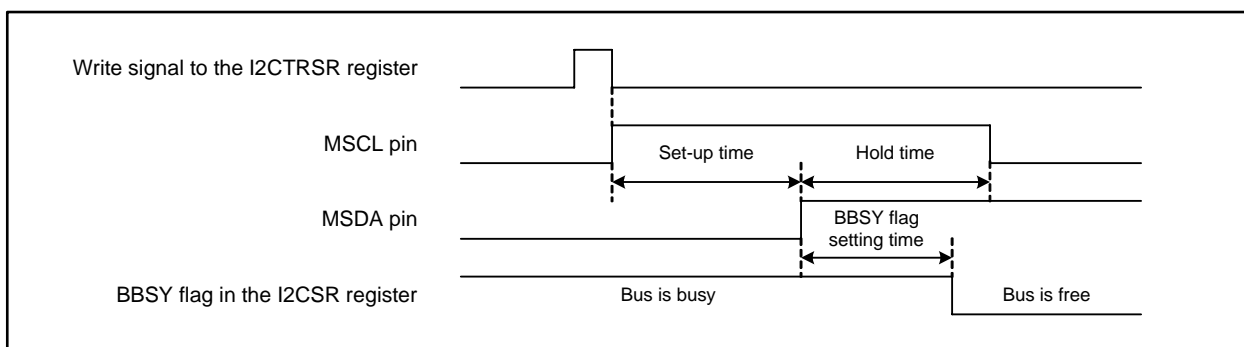 Write signal to the I2CTRSR register
MSCL pin
Set-up time
Hold time
MSDA pin
BBSY flag
setting time
BBSY flag in the I2CSR register
Bus is busy
Bus is free